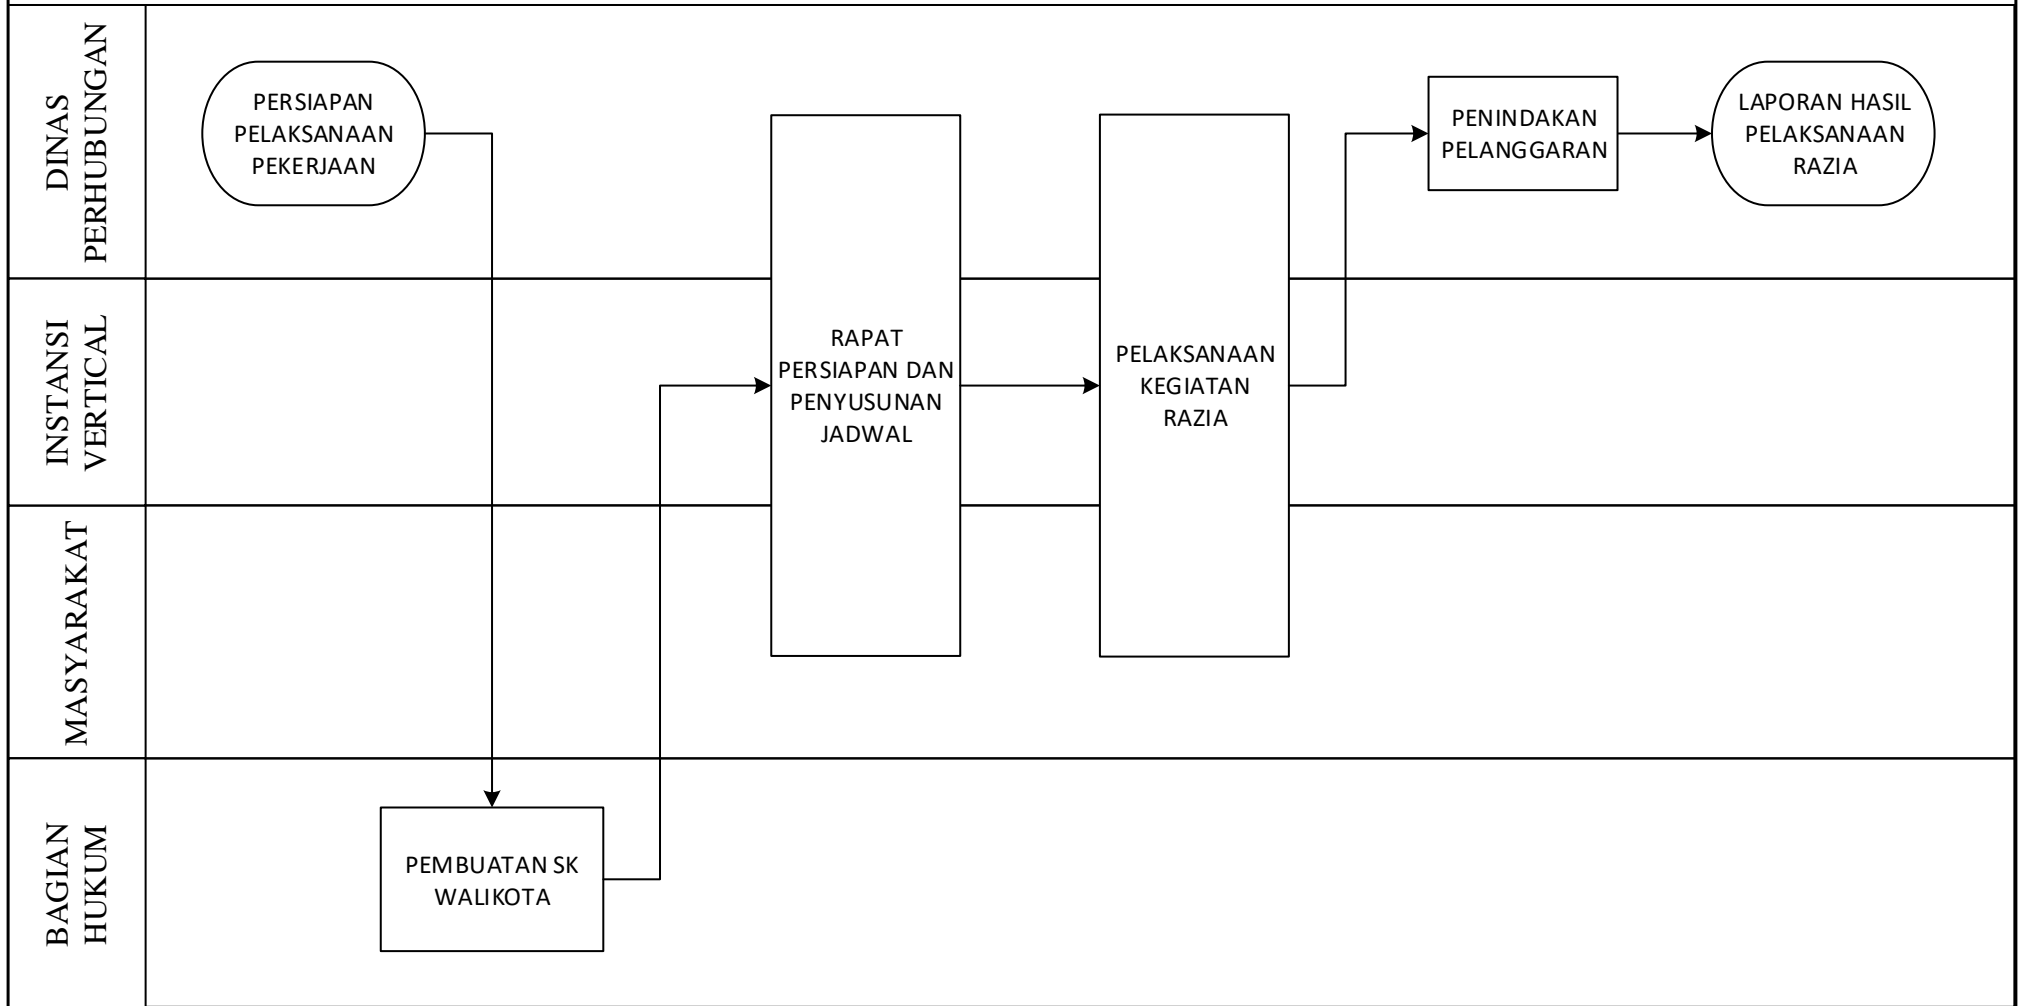 DINAS
PERHUBUNGAN
PERSIAPAN
PELAKSANAAN
PEKERJAAN
PENINDAKAN
PELANGGARAN
LAPORAN HASIL
PELAKSANAAN
RAZIA
INSTANSI
VERTICAL
RAPAT
PERSIAPAN DAN
PENYUSUNAN
JADWAL
PELAKSANAAN
KEGIATAN
RAZIA
MASYARAKAT
BAGIAN
HUKUM
PEMBUATAN SK
WALIKOTA